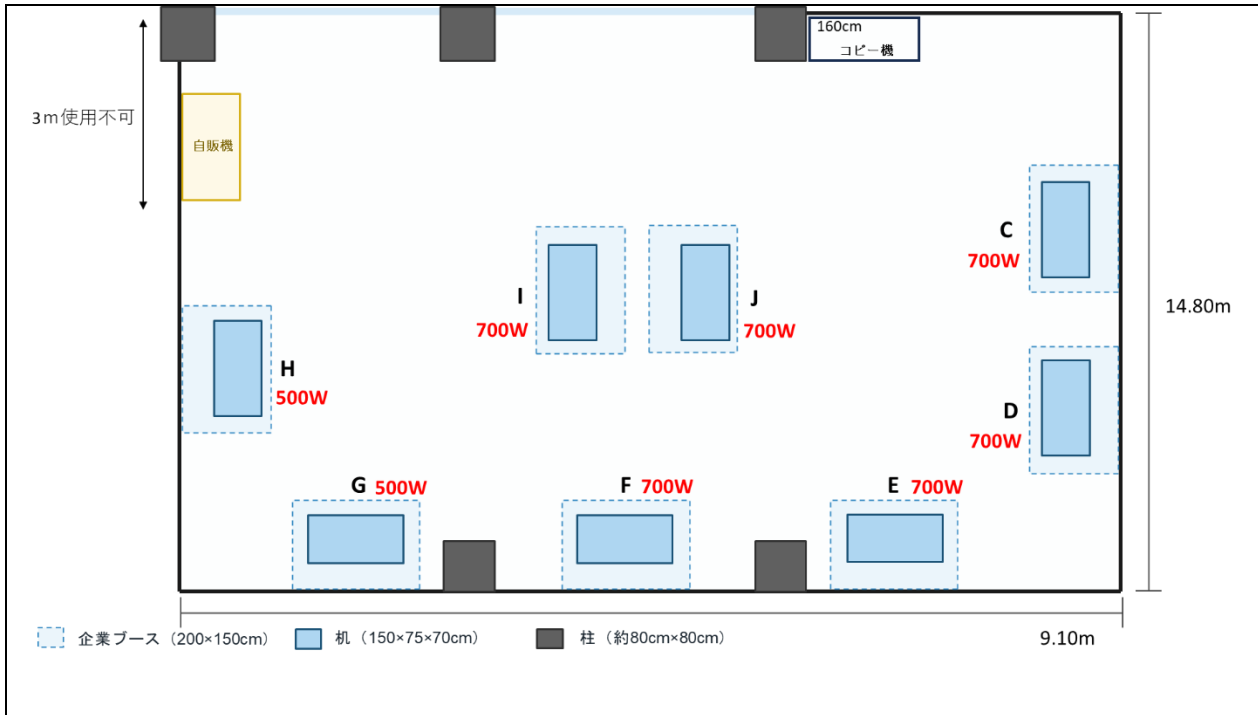 160cm
コピー機
3m使用不可
自販機
C
700W
I
700W
J
700W
14.80m
H
500W
D
700W
G 500W
F 700W
E 700W
企業ブース（200×150cm）
机（150×75×70cm）
柱（約80cm×80cm）
9.10m